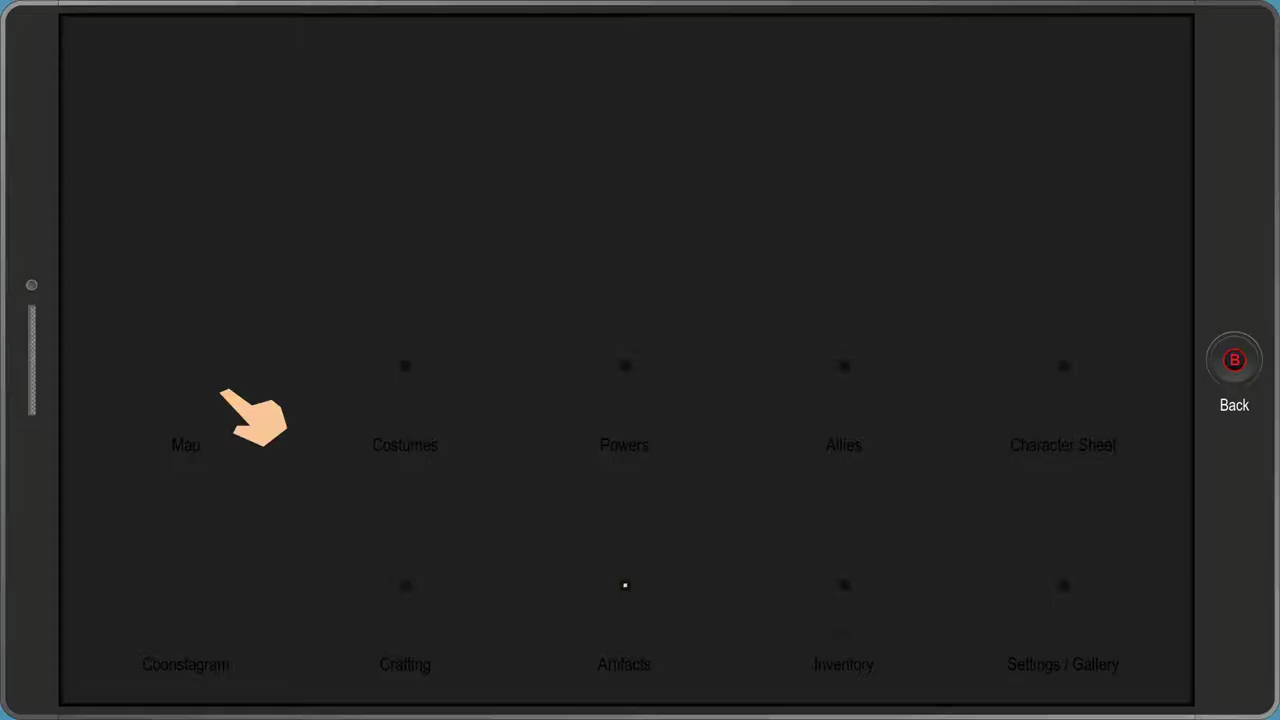 B
Back
Map Costumes Powers Allies Character Sheet
Coonstagram Crafting Artifacts Inventory Settings / Gallery